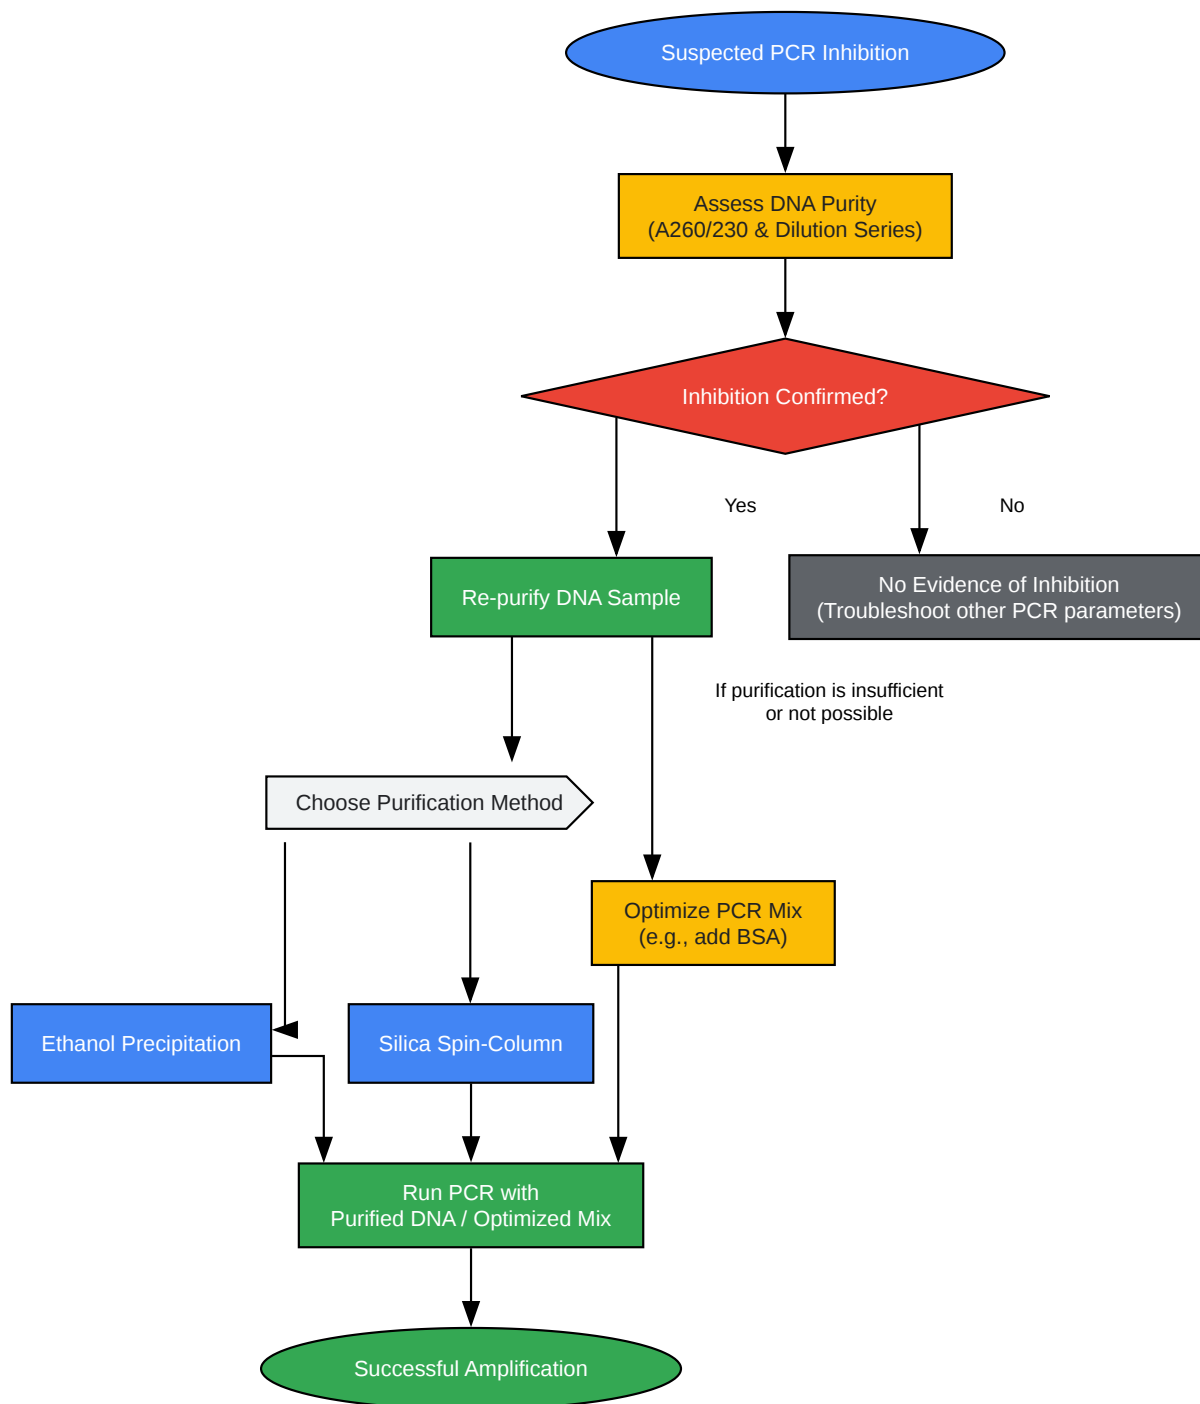 Suspected PCR Inhibition
Assess DNA Purity
(A260/230 & Dilution Series)
Inhibition Confirmed?
Yes
No
Re-purify DNA Sample
No Evidence of Inhibition
(Troubleshoot other PCR parameters)
If purification is insufficient
or not possible
Choose Purification Method
Optimize PCR Mix
(e.g., add BSA)
Ethanol Precipitation
Silica Spin-Column
Run PCR with
Purified DNA / Optimized Mix
Successful Amplification